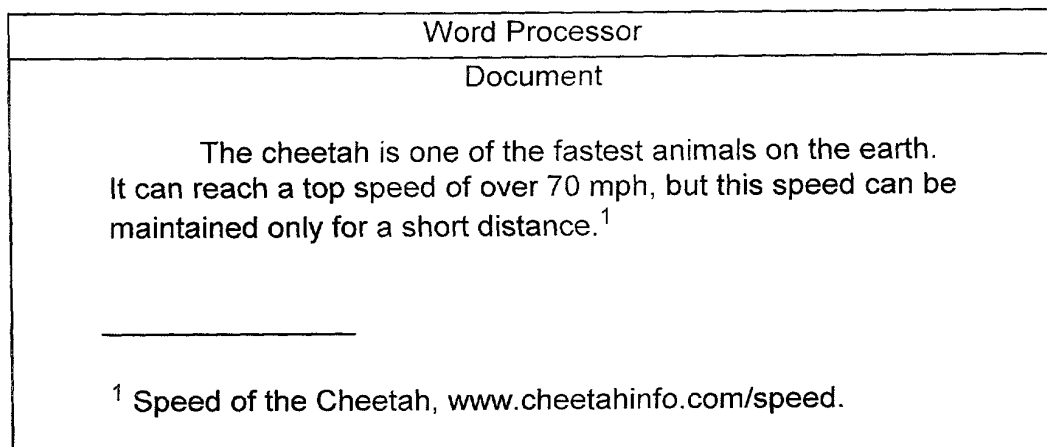 Word Processor
Document
The cheetah is one of the fastest animals on the earth.
It can reach a top speed of over 70 mph, but this speed can be
maintained only for a short distance.¹
¹ Speed of the Cheetah, www.cheetahinfo.com/speed.